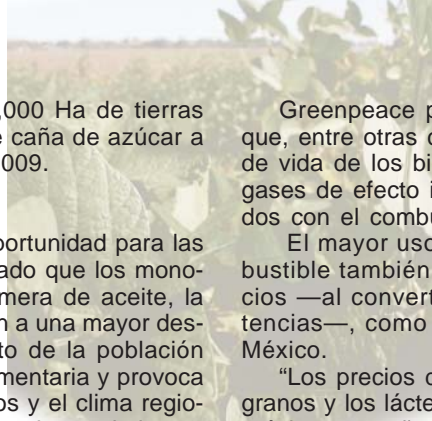 ,000 Ha de tierras
e caña de azúcar a
009.
portunidad para las
ado que los mono-
mera de aceite, la
n a una mayor des-
to de la población
mentaria y provoca
os y el clima regio-
Greenpeace p
que, entre otras c
de vida de los bi
gases de efecto i
dos con el combu
El mayor uso
bustible también
cios —al convert
tencias—, como
México.
“Los precios d
granos y los lácte